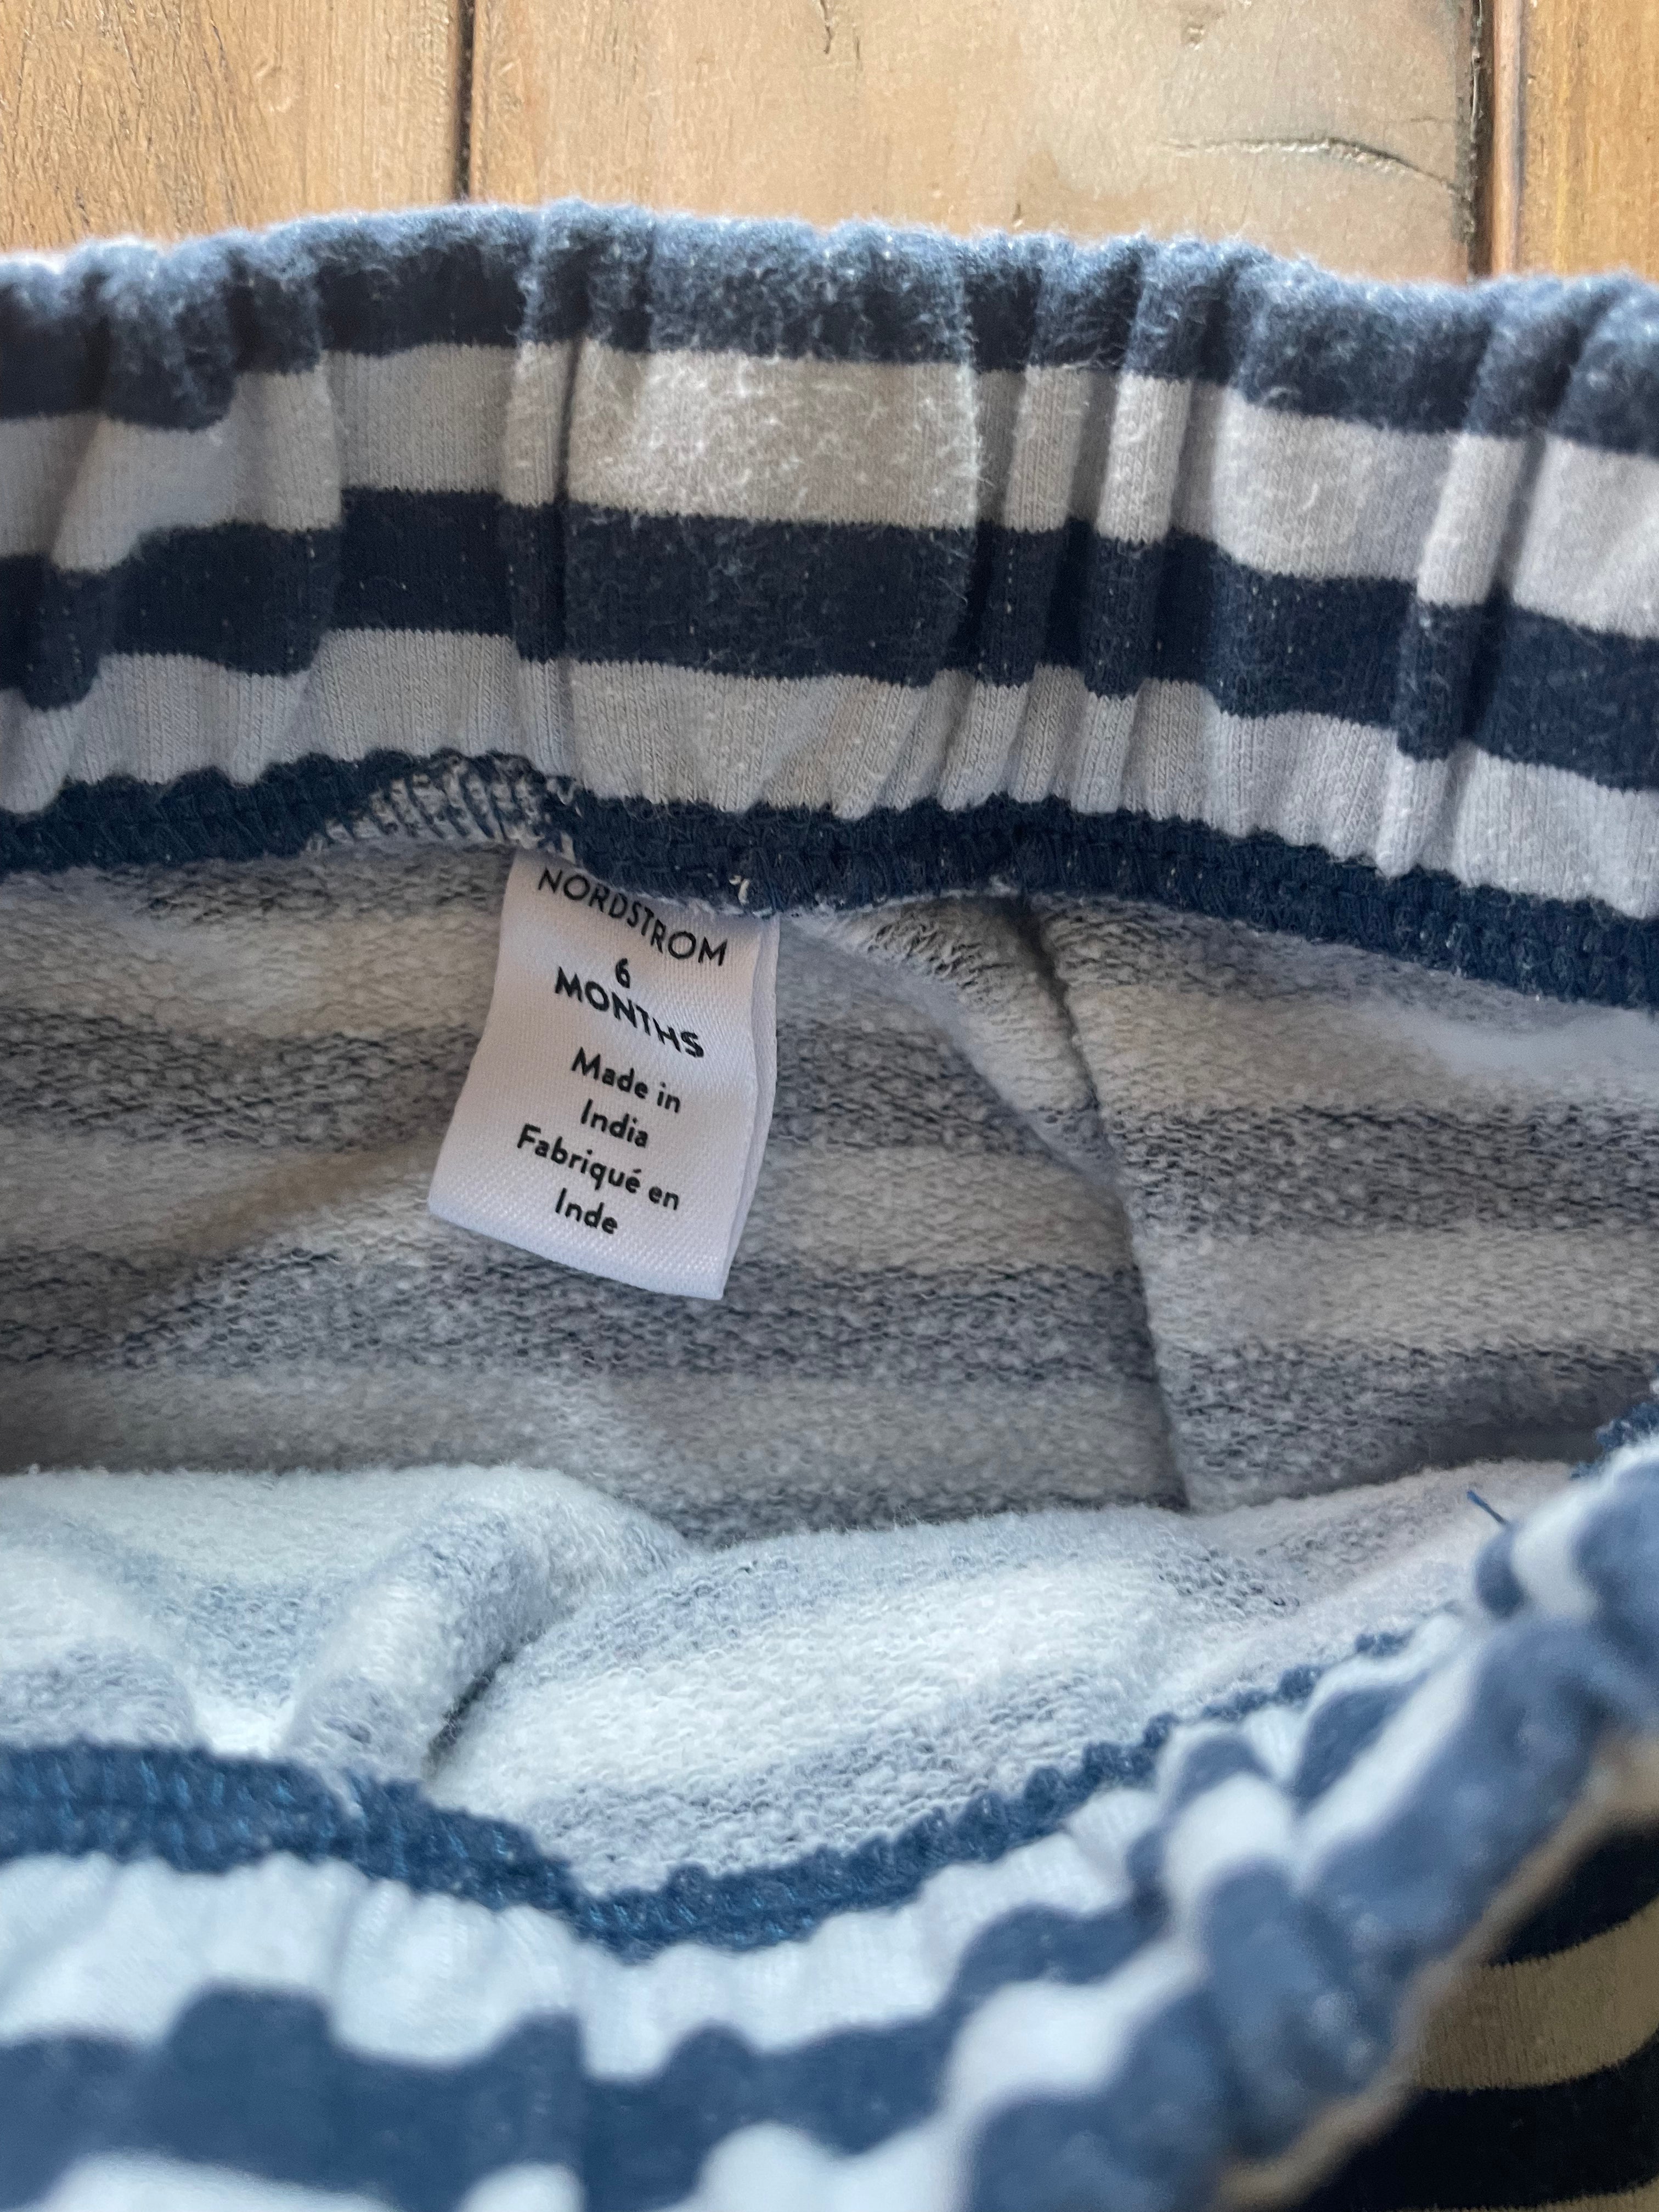 NORDSTROM
6
MONTHS
Made in
India
Fabriqué en
Inde